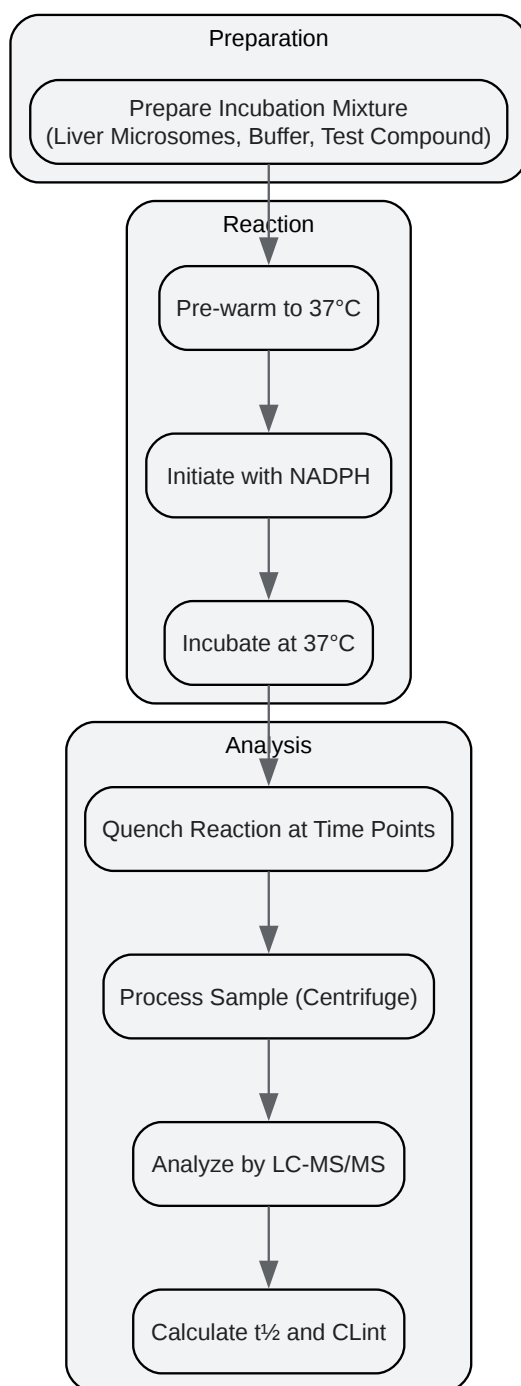 Preparation
Prepare Incubation Mixture
(Liver Microsomes, Buffer, Test Compound)
Reaction
Pre-warm to 37°C
Initiate with NADPH
Incubate at 37°C
Analysis
Quench Reaction at Time Points
Process Sample (Centrifuge)
Analyze by LC-MS/MS
Calculate t½ and CLint